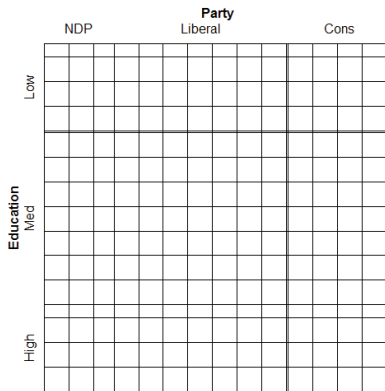 Party
NDP Liberal Cons
Education
Low
Med
High